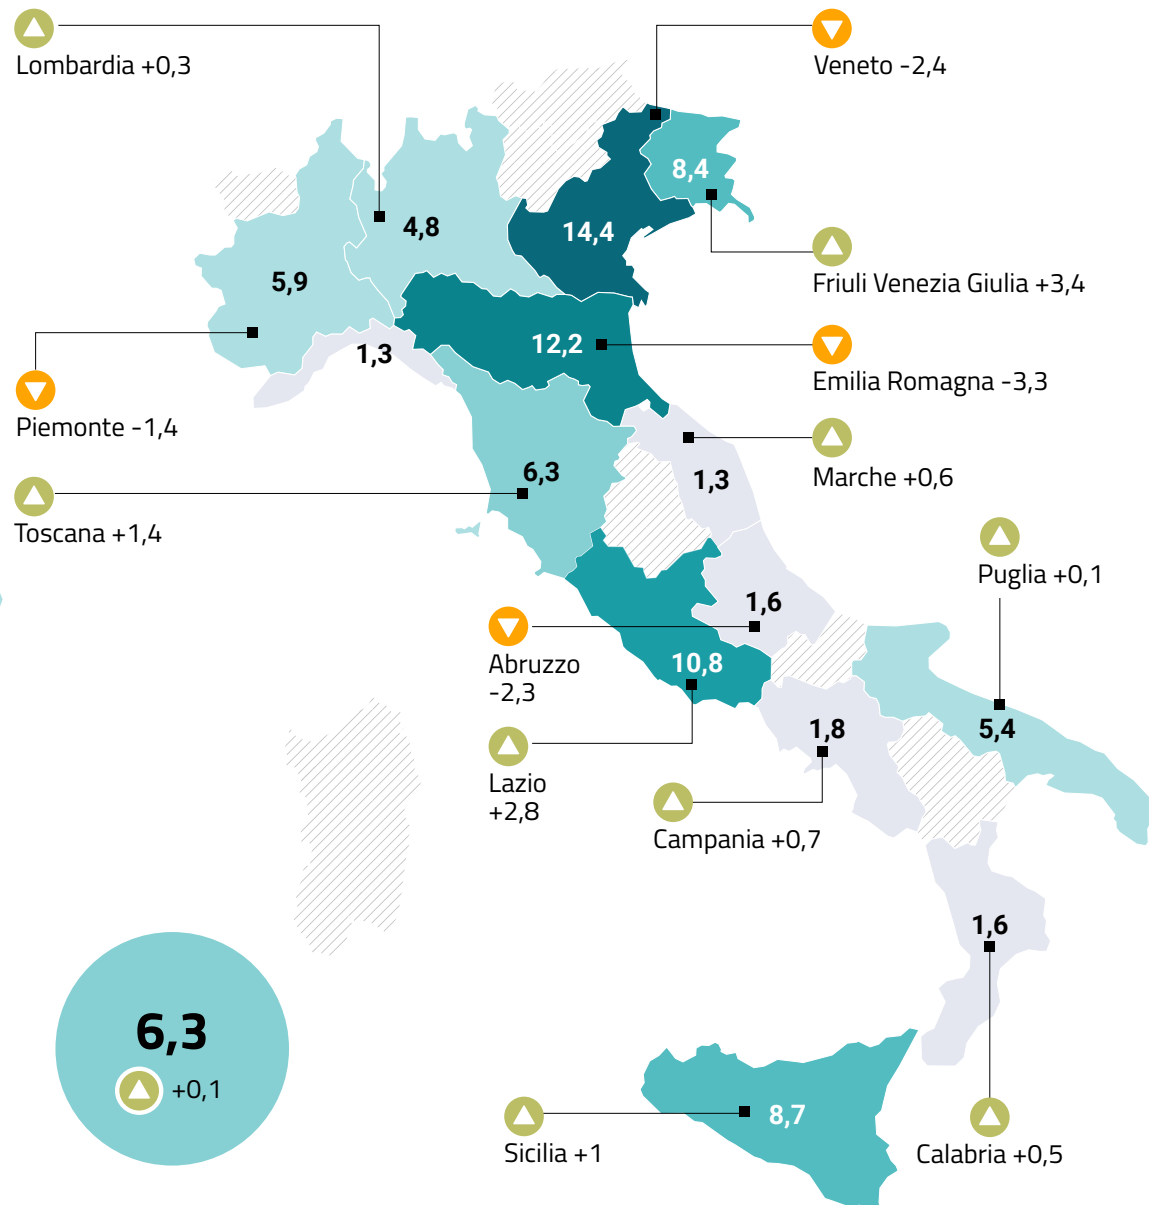 Lombardia +0,3
Veneto -2,4
8,4
4,8
14,4
5,9
Friuli Venezia Giulia +3,4
12,2
1,3
Emilia Romagna -3,3
Piemonte -1,4
6,3
1,3
Marche +0,6
Toscana +1,4
Puglia +0,1
1,6
Abruzzo
-2,3
10,8
1,8
5,4
Lazio
+2,8
Campania +0,7
1,6
6,3
+0,1
8,7
Sicilia +1
Calabria +0,5